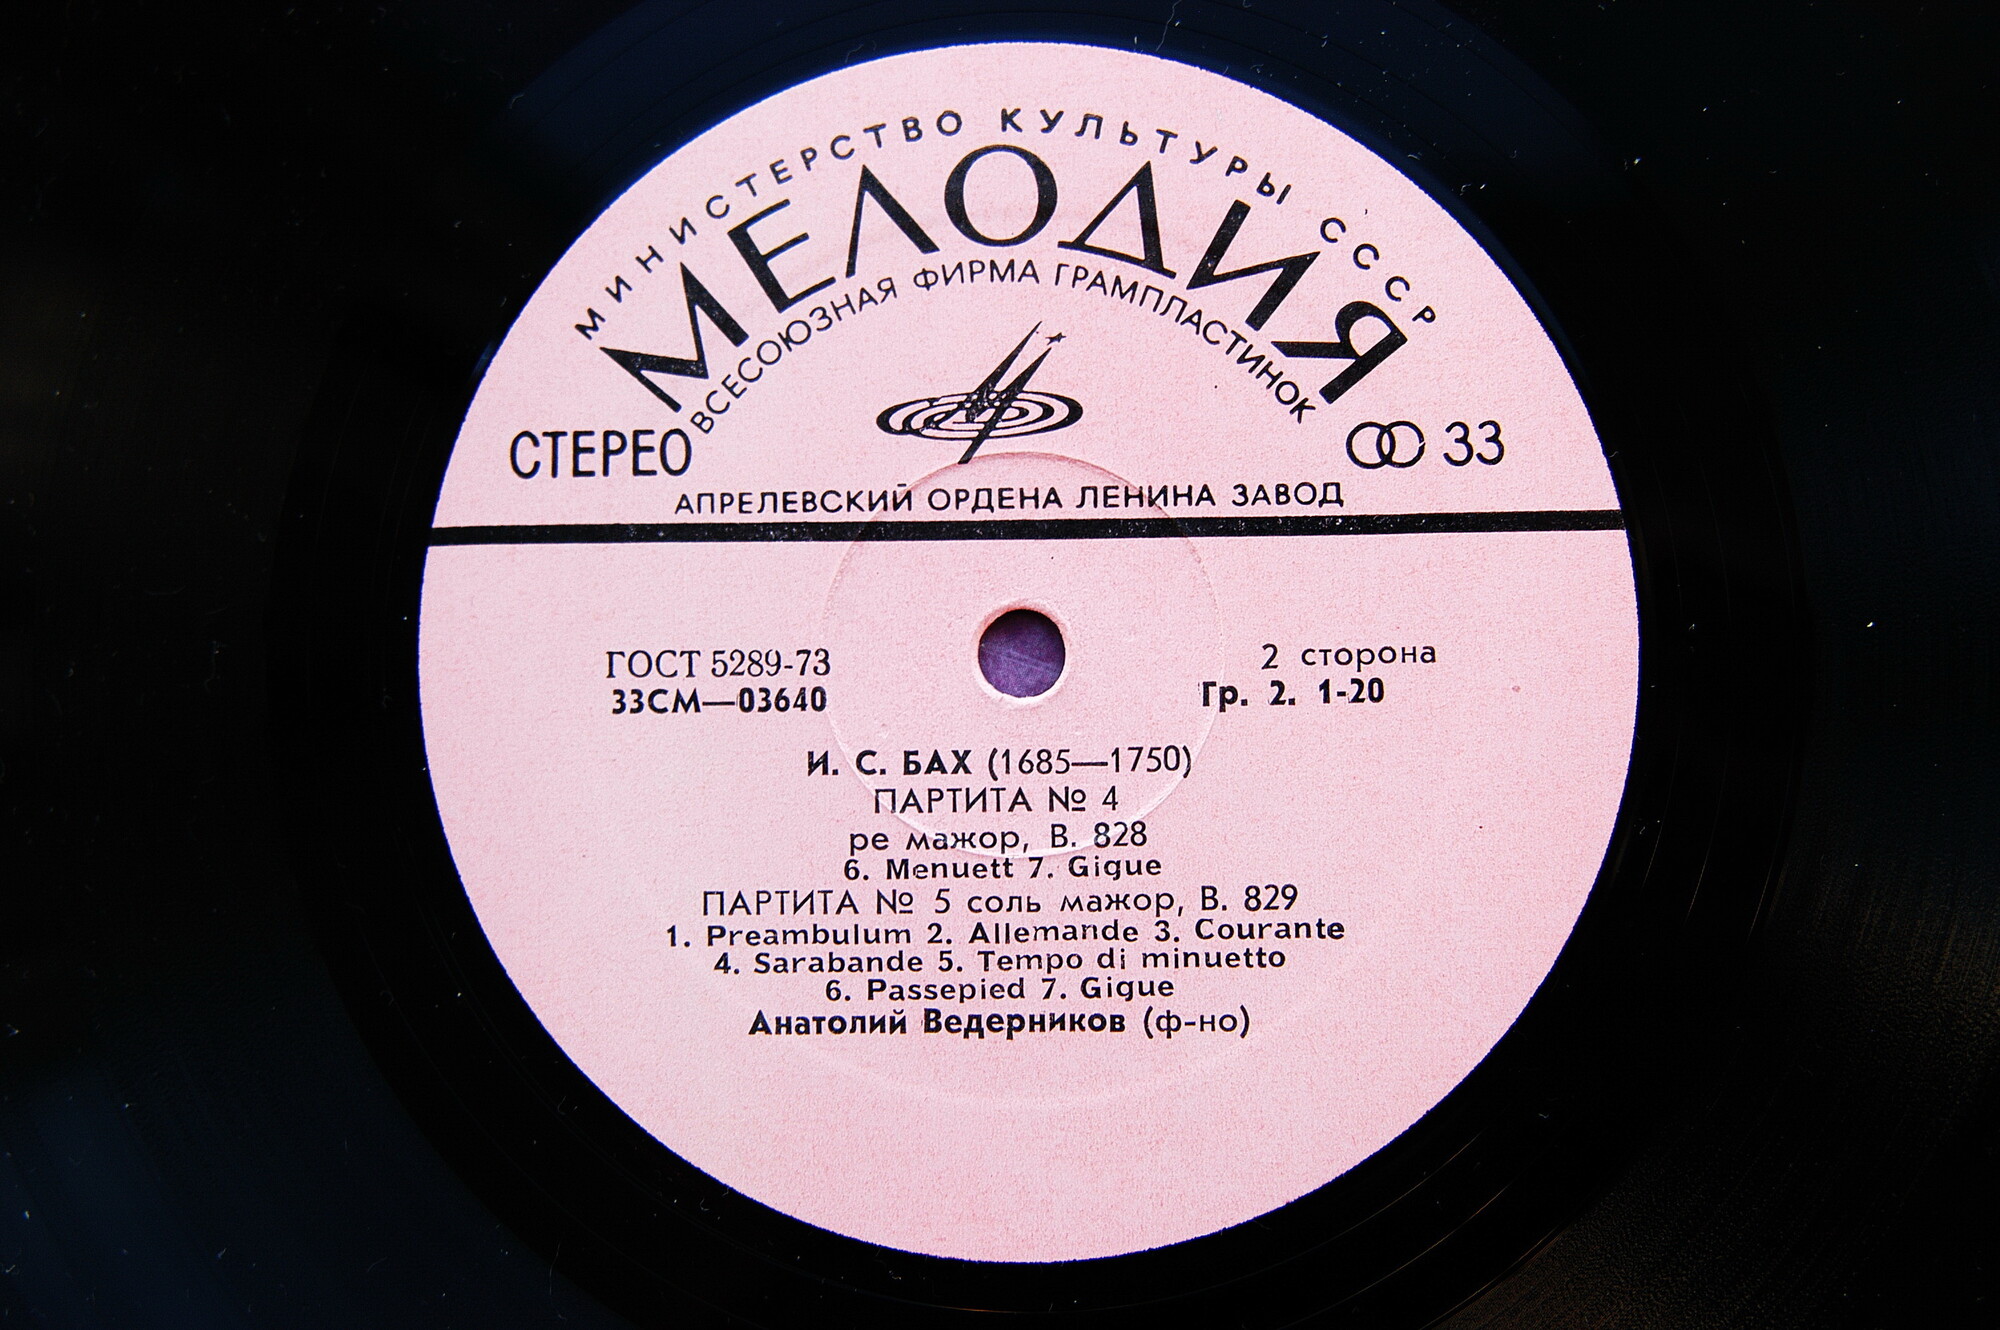 МИНИСТЕРСТВО КУЛЬТУРЫ СССР
МЕЛОДИЯ
ВСЕСОЮЗНАЯ ФИРМА ГРАМПЛАСТИНОК
СТЕРЕО
33
АПРЕЛЕВСКИЙ ОРДЕНА ЛЕНИНА ЗАВОД
ГОСТ 5289-73
33СМ—03640
2 сторона
Гр. 2. 1-20
И. С. БАХ (1685—1750)
ПАРТИТА № 4
ре мажор, В. 828
6. Menuett 7. Gigue
ПАРТИТА № 5 соль мажор, В. 829
1. Preambulum 2. Allemande 3. Courante
4. Sarabande 5. Tempo di minuetto
6. Passepied 7. Gigue
Анатолий Ведерников (ф-но)